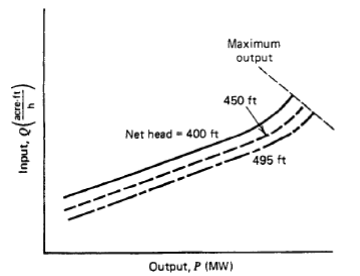 Maximum
output
450 ft
Net head = 400 ft
495 ft
Input, Q(acre-ft/h)
Output, P (MW)